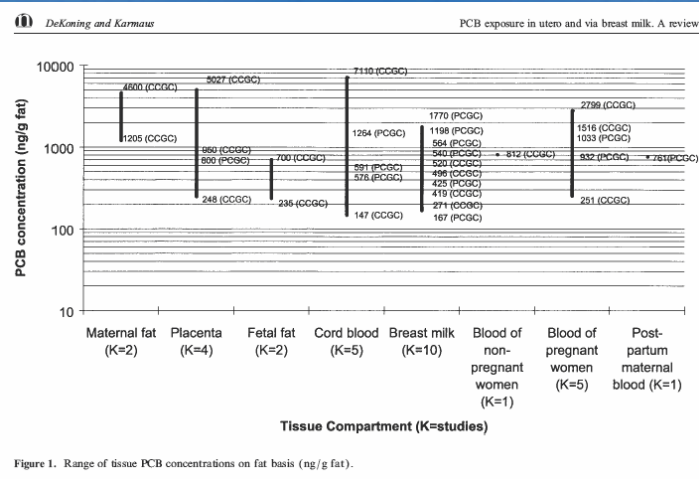 DeKoning and Karmaus
PCB exposure in utero and via breast milk. A review
PCB concentration (ng/g fat)
10000
1000
100
10
4600 (CCGC)
1205 (CCGC)
5027 (CCGC)
950 (CCGC)
800 (PCGC)
248 (CCGC)
700 (CCGC)
235 (CCGC)
7110 (CCGC)
1264 (PCGC)
591 (PCGC)
576 (PCGC)
147 (PCGC)
1770 (PCGC)
1198 (PCGC)
564 (PCGC)
540 (PCGC)
520 (CCGC)
496 (CCGC)
425 (PCGC)
419 (CCGC)
271 (CCGC)
167 (PCGC)
812 (CCGC)
2799 (CCGC)
1516 (CCGC)
1033 (PCGC)
932 (PCGC)
251 (CCGC)
761(PCGC)
Maternal fat
(K=2)
Placenta
(K=4)
Fetal fat
(K=2)
Cord blood
(K=5)
Breast milk
(K=10)
Blood of
non-
pregnant
women
(K=1)
Blood of
pregnant
women
(K=5)
Post-
partum
maternal
blood (K=1)
Tissue Compartment (K=studies)
Figure 1. Range of tissue PCB concentrations on fat basis (ng/g fat).